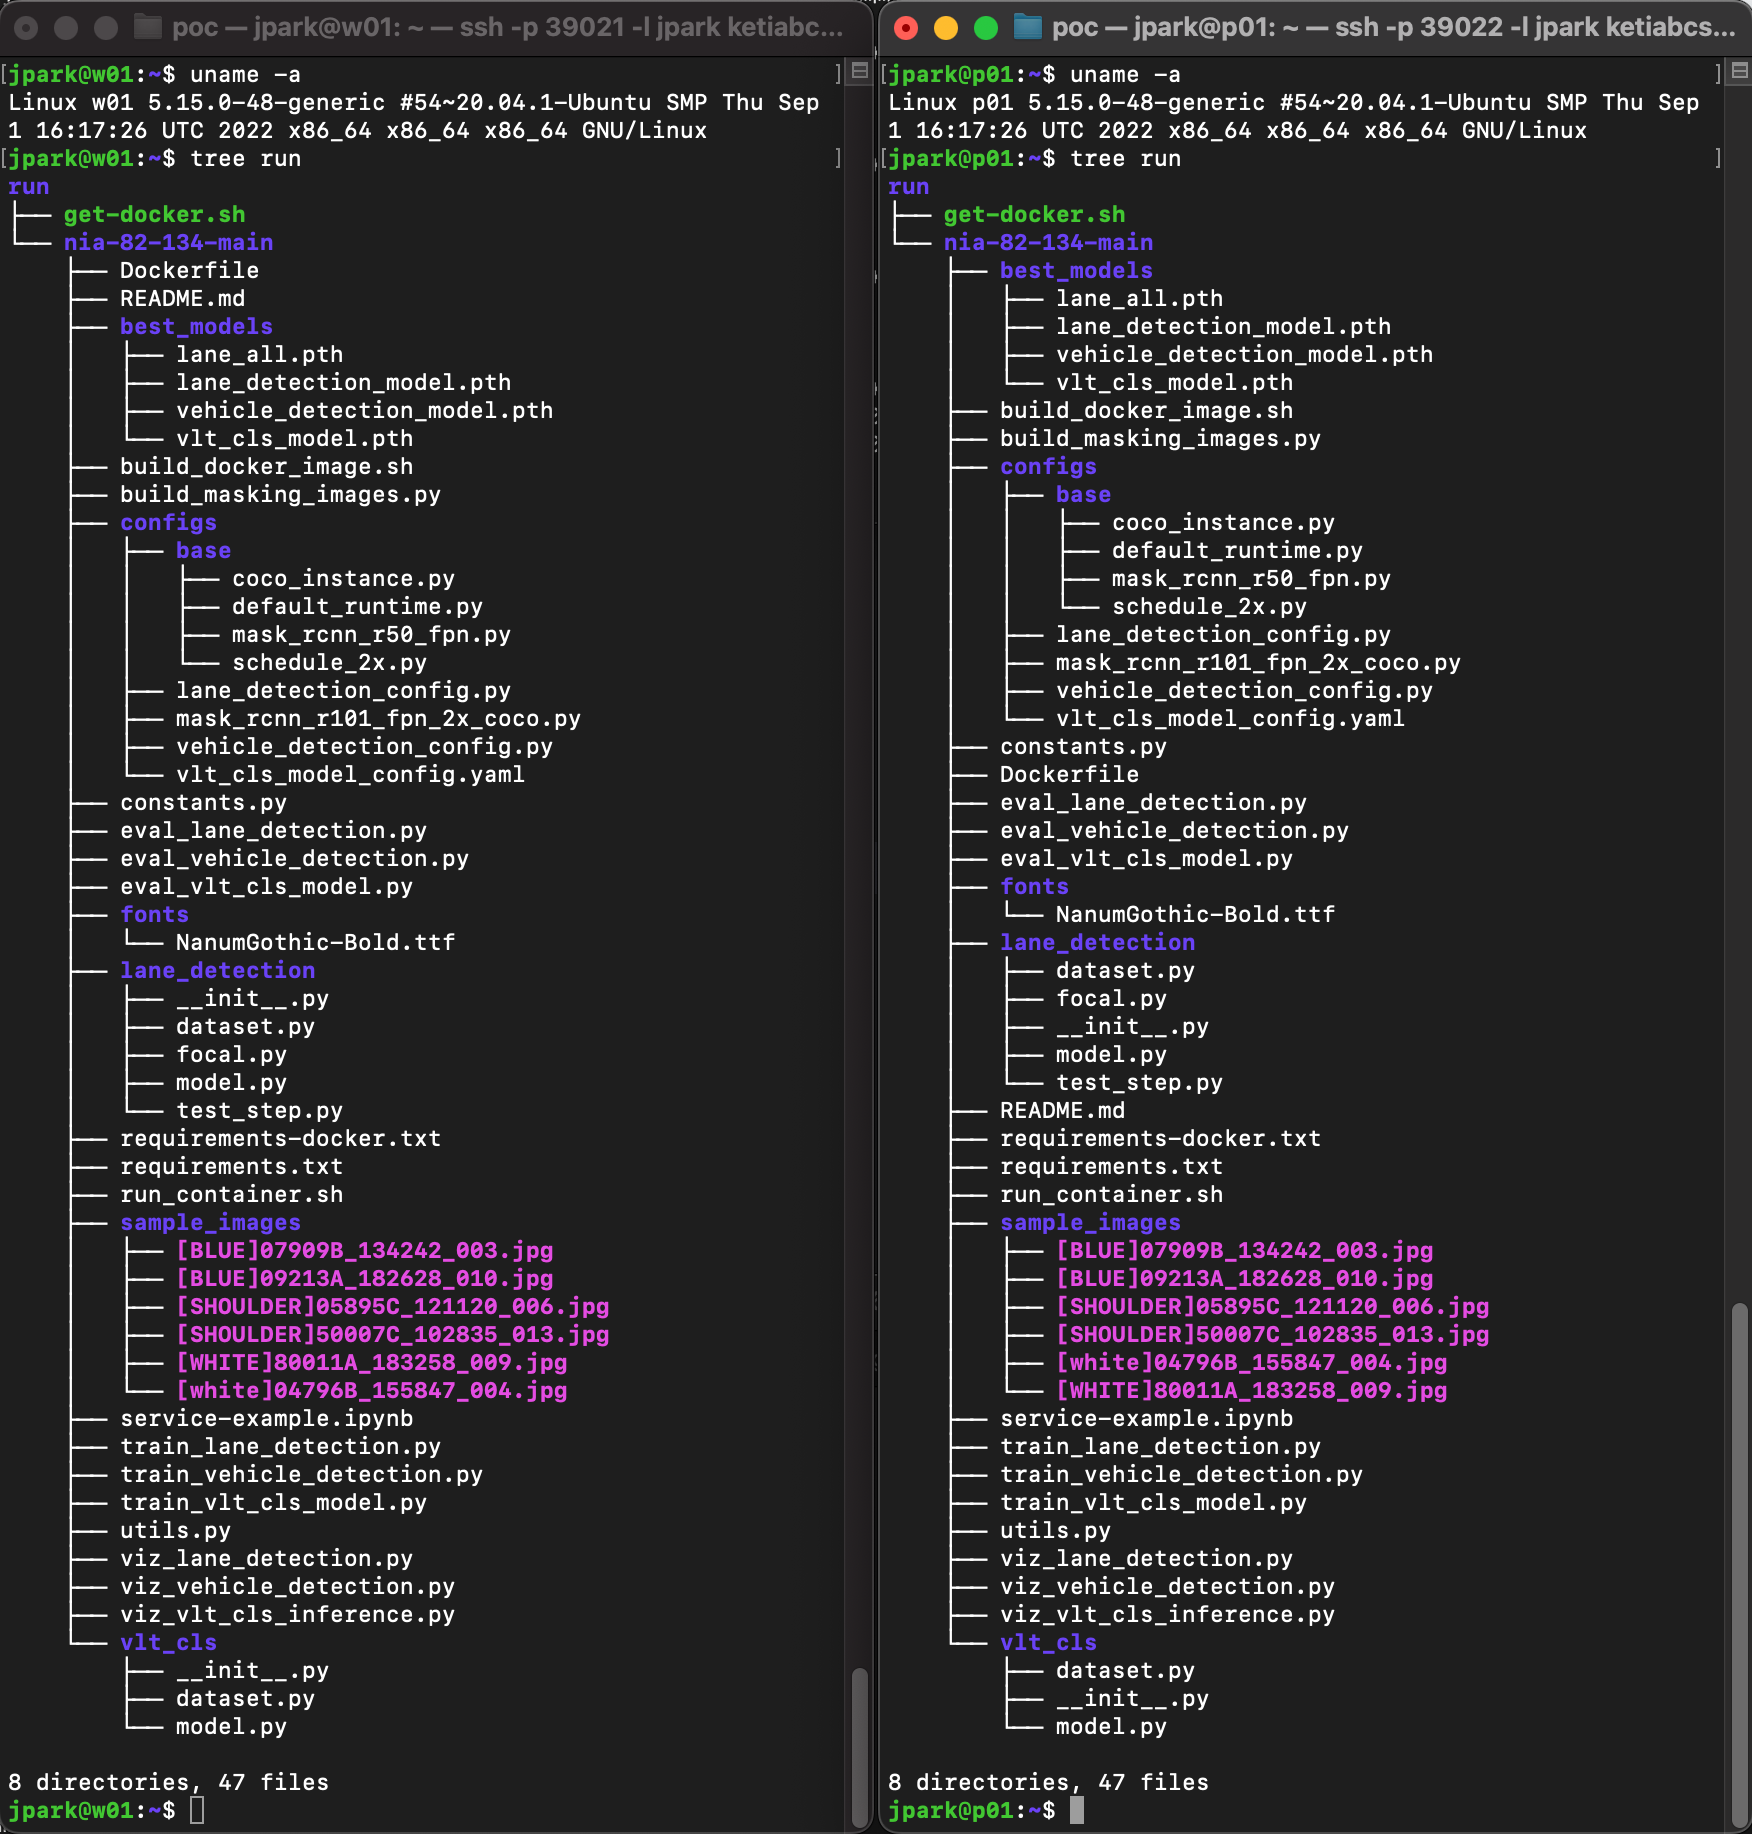 poc — jpark@w01: ~ — ssh -p 39021 -l jpark ketiabc...
[jpark@w01:~$ uname -a ]
Linux w01 5.15.0-48-generic #54~20.04.1-Ubuntu SMP Thu Sep
1 16:17:26 UTC 2022 x86_64 x86_64 x86_64 GNU/Linux
[jpark@w01:~$ tree run ]
run
├── get-docker.sh
└── nia-82-134-main
    ├── Dockerfile
    ├── README.md
    ├── best_models
    │   ├── lane_all.pth
    │   ├── lane_detection_model.pth
    │   ├── vehicle_detection_model.pth
    │   └── vlt_cls_model.pth
    ├── build_docker_image.sh
    ├── build_masking_images.py
    ├── configs
    │   ├── base
    │   │   ├── coco_instance.py
    │   │   ├── default_runtime.py
    │   │   ├── mask_rcnn_r50_fpn.py
    │   │   └── schedule_2x.py
    │   ├── lane_detection_config.py
    │   ├── mask_rcnn_r101_fpn_2x_coco.py
    │   ├── vehicle_detection_config.py
    │   └── vlt_cls_model_config.yaml
    ├── constants.py
    ├── eval_lane_detection.py
    ├── eval_vehicle_detection.py
    ├── eval_vlt_cls_model.py
    ├── fonts
    │   └── NanumGothic-Bold.ttf
    ├── lane_detection
    │   ├── __init__.py
    │   ├── dataset.py
    │   ├── focal.py
    │   ├── model.py
    │   └── test_step.py
    ├── requirements-docker.txt
    ├── requirements.txt
    ├── run_container.sh
    ├── sample_images
    │   ├── [BLUE]07909B_134242_003.jpg
    │   ├── [BLUE]09213A_182628_010.jpg
    │   ├── [SHOULDER]05895C_121120_006.jpg
    │   ├── [SHOULDER]50007C_102835_013.jpg
    │   ├── [WHITE]80011A_183258_009.jpg
    │   └── [white]04796B_155847_004.jpg
    ├── service-example.ipynb
    ├── train_lane_detection.py
    ├── train_vehicle_detection.py
    ├── train_vlt_cls_model.py
    ├── utils.py
    ├── viz_lane_detection.py
    ├── viz_vehicle_detection.py
    ├── viz_vlt_cls_inference.py
    └── vlt_cls
        ├── __init__.py
        ├── dataset.py
        └── model.py
8 directories, 47 files
jpark@w01:~$
poc — jpark@p01: ~ — ssh -p 39022 -l jpark ketiabcs...
[jpark@p01:~$ uname -a ]
Linux p01 5.15.0-48-generic #54~20.04.1-Ubuntu SMP Thu Sep
1 16:17:26 UTC 2022 x86_64 x86_64 x86_64 GNU/Linux
[jpark@p01:~$ tree run ]
run
├── get-docker.sh
└── nia-82-134-main
    ├── best_models
    │   ├── lane_all.pth
    │   ├── lane_detection_model.pth
    │   ├── vehicle_detection_model.pth
    │   └── vlt_cls_model.pth
    ├── build_docker_image.sh
    ├── build_masking_images.py
    ├── configs
    │   ├── base
    │   │   ├── coco_instance.py
    │   │   ├── default_runtime.py
    │   │   ├── mask_rcnn_r50_fpn.py
    │   │   └── schedule_2x.py
    │   ├── lane_detection_config.py
    │   ├── mask_rcnn_r101_fpn_2x_coco.py
    │   ├── vehicle_detection_config.py
    │   └── vlt_cls_model_config.yaml
    ├── constants.py
    ├── Dockerfile
    ├── eval_lane_detection.py
    ├── eval_vehicle_detection.py
    ├── eval_vlt_cls_model.py
    ├── fonts
    │   └── NanumGothic-Bold.ttf
    ├── lane_detection
    │   ├── dataset.py
    │   ├── focal.py
    │   ├── __init__.py
    │   ├── model.py
    │   └── test_step.py
    ├── README.md
    ├── requirements-docker.txt
    ├── requirements.txt
    ├── run_container.sh
    ├── sample_images
    │   ├── [BLUE]07909B_134242_003.jpg
    │   ├── [BLUE]09213A_182628_010.jpg
    │   ├── [SHOULDER]05895C_121120_006.jpg
    │   ├── [SHOULDER]50007C_102835_013.jpg
    │   ├── [white]04796B_155847_004.jpg
    │   └── [WHITE]80011A_183258_009.jpg
    ├── service-example.ipynb
    ├── train_lane_detection.py
    ├── train_vehicle_detection.py
    ├── train_vlt_cls_model.py
    ├── utils.py
    ├── viz_lane_detection.py
    ├── viz_vehicle_detection.py
    ├── viz_vlt_cls_inference.py
    └── vlt_cls
        ├── dataset.py
        ├── __init__.py
        └── model.py
8 directories, 47 files
jpark@p01:~$